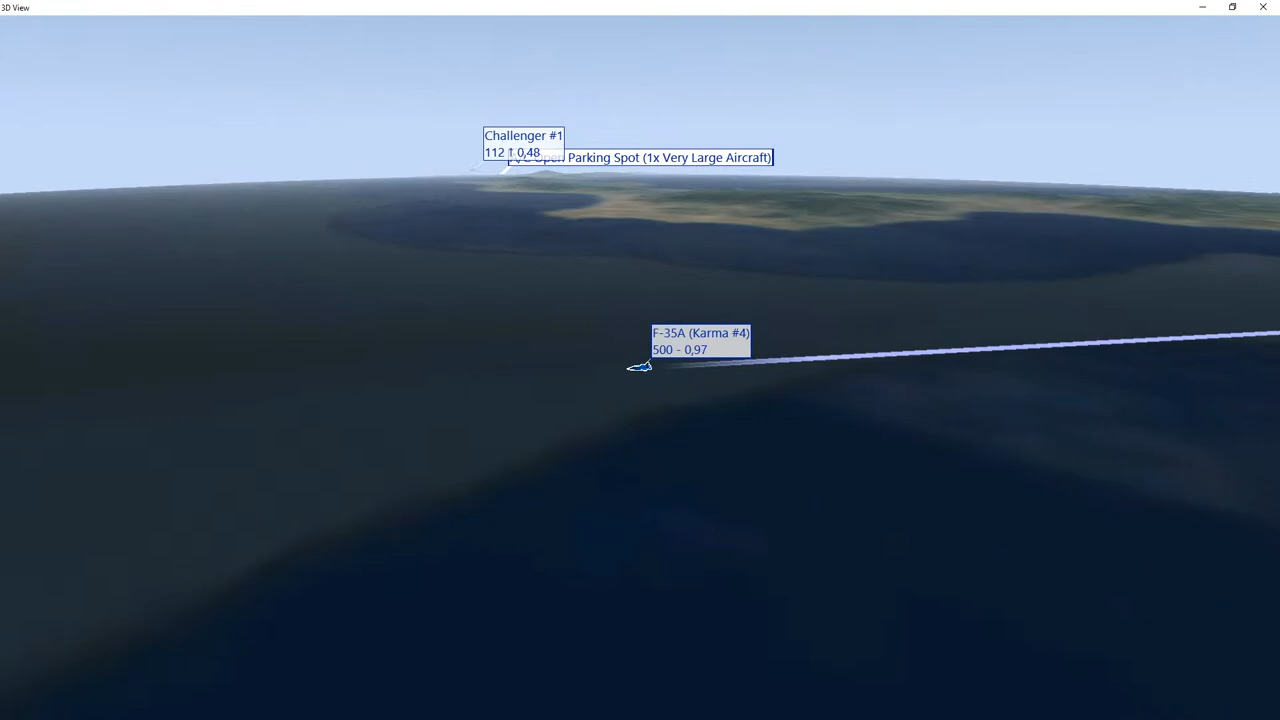 3D View
Challenger #1
112 ↑ 0,48
Open Parking Spot (1x Very Large Aircraft)
F-35A (Karma #4)
500 - 0,97